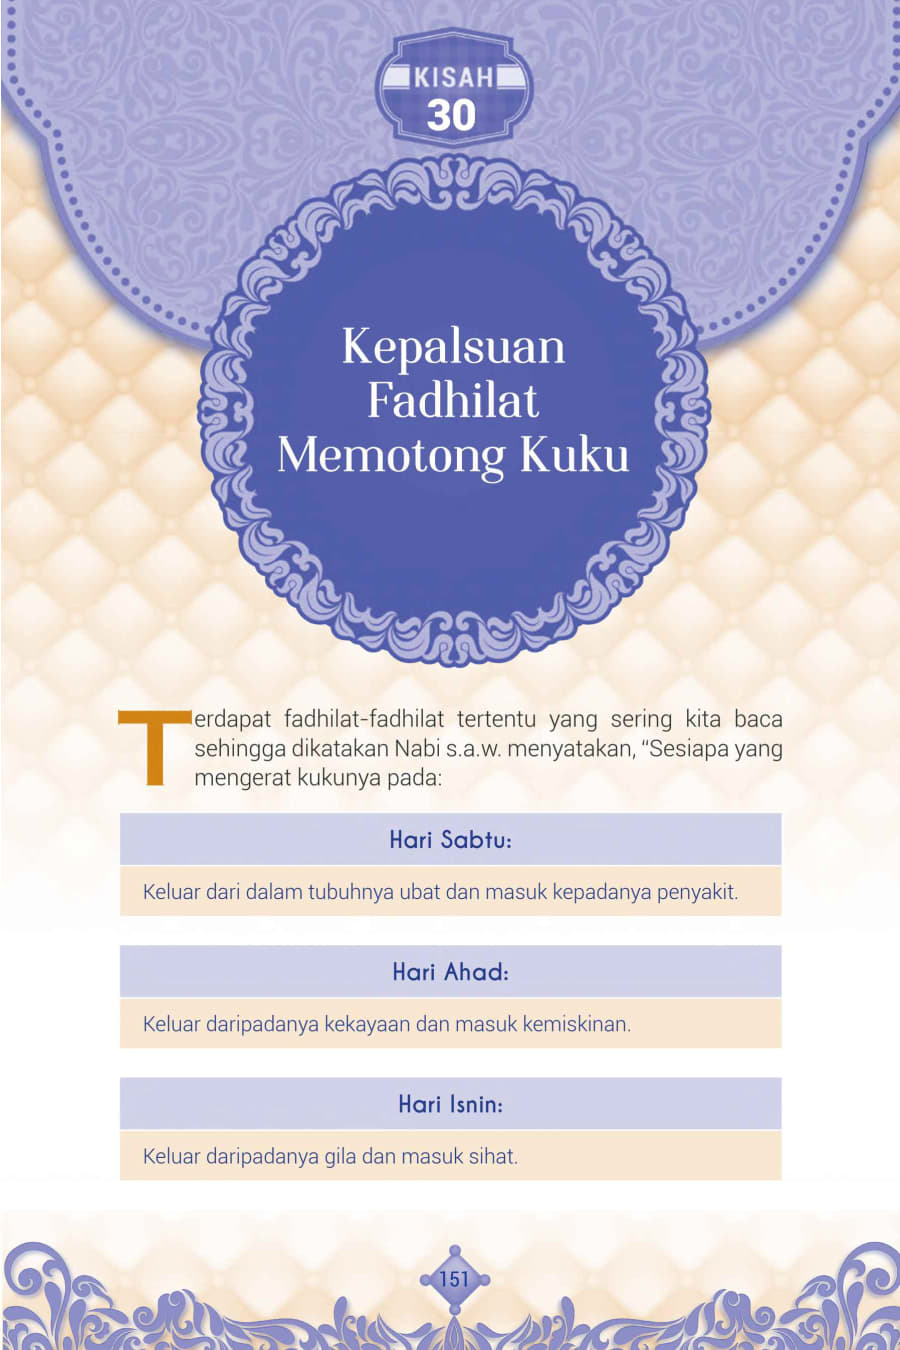 KISAH
30
Kepalsuan
Fadhilat
Memotong Kuku
Terdapat fadhilat-fadhilat tertentu yang sering kita baca
sehingga dikatakan Nabi s.a.w. menyatakan, “Sesiapa yang
mengerat kukunya pada:
Hari Sabtu:
Keluar dari dalam tubuhnya ubat dan masuk kepadanya penyakit.
Hari Ahad:
Keluar daripadanya kekayaan dan masuk kemiskinan.
Hari Isnin:
Keluar daripadanya gila dan masuk sihat.
151